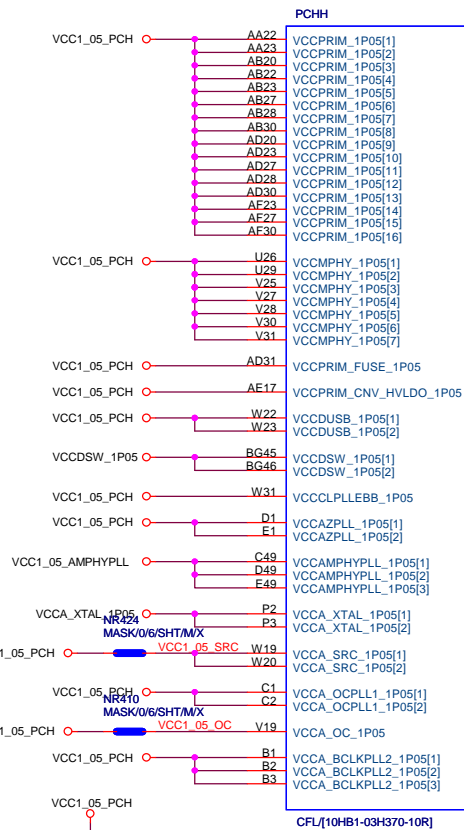 PCHH
VCC1_05_PCH AA22 VCCPRIM_1P05[1]
AA23 VCCPRIM_1P05[2]
AB20 VCCPRIM_1P05[3]
AB22 VCCPRIM_1P05[4]
AB23 VCCPRIM_1P05[5]
AB27 VCCPRIM_1P05[6]
AB28 VCCPRIM_1P05[7]
AB30 VCCPRIM_1P05[8]
AD20 VCCPRIM_1P05[9]
AD23 VCCPRIM_1P05[10]
AD27 VCCPRIM_1P05[11]
AD28 VCCPRIM_1P05[12]
AD30 VCCPRIM_1P05[13]
AF23 VCCPRIM_1P05[14]
AF27 VCCPRIM_1P05[15]
AF30 VCCPRIM_1P05[16]
VCC1_05_PCH U26 VCCMPHY_1P05[1]
U29 VCCMPHY_1P05[2]
V25 VCCMPHY_1P05[3]
V27 VCCMPHY_1P05[4]
V28 VCCMPHY_1P05[5]
V30 VCCMPHY_1P05[6]
V31 VCCMPHY_1P05[7]
VCC1_05_PCH AD31 VCCPRIM_FUSE_1P05
VCC1_05_PCH AE17 VCCPRIM_CNV_HVLDO_1P05
VCC1_05_PCH W22 VCCDUSB_1P05[1]
W23 VCCDUSB_1P05[2]
VCCDSW_1P05 BG45 VCCDSW_1P05[1]
BG46 VCCDSW_1P05[2]
VCC1_05_PCH W31 VCCCLPLLEBB_1P05
VCC1_05_PCH D1 VCCAZPLL_1P05[1]
E1 VCCAZPLL_1P05[2]
VCC1_05_AMPHYPLL C49 VCCAMPHYPLL_1P05[1]
D49 VCCAMPHYPLL_1P05[2]
E49 VCCAMPHYPLL_1P05[3]
VCCA_XTAL_1P05 P2 VCCA_XTAL_1P05[1]
NR424 P3 VCCA_XTAL_1P05[2]
MASK/0/6/SHT/M/X
1_05_PCH VCC1_05_SRC W19 VCCA_SRC_1P05[1]
W20 VCCA_SRC_1P05[2]
VCC1_05_PCH C1 VCCA_OCPLL1_1P05[1]
NR410 C2 VCCA_OCPLL1_1P05[2]
MASK/0/6/SHT/M/X
1_05_PCH VCC1_05_OC V19 VCCA_OC_1P05
VCC1_05_PCH B1 VCCA_BCLKPLL2_1P05[1]
B2 VCCA_BCLKPLL2_1P05[2]
B3 VCCA_BCLKPLL2_1P05[3]
VCC1_05_PCH
CFL/[10HB1-03H370-10R]